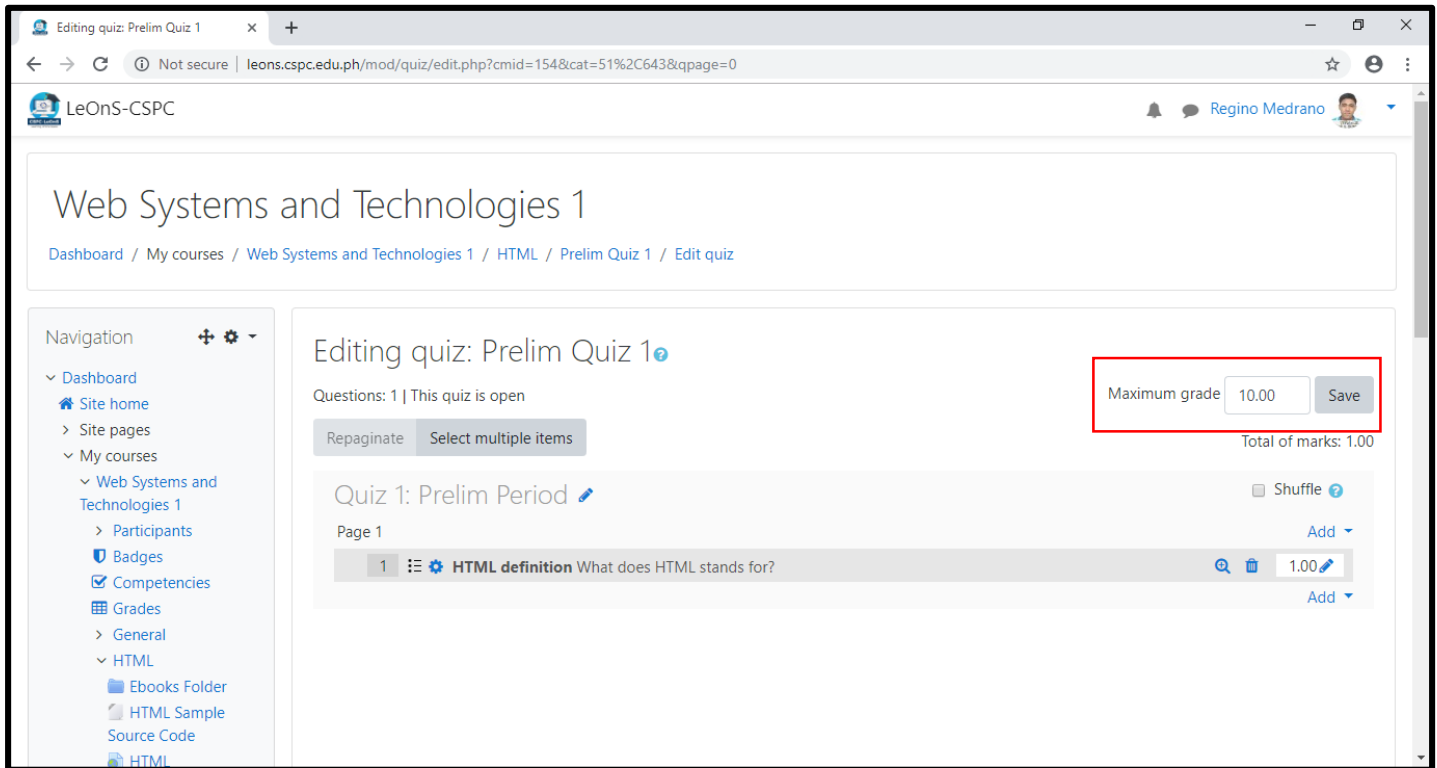 Editing quiz: Prelim Quiz 1
Not secure | leons.cspc.edu.ph/mod/quiz/edit.php?cmid=154&cat=51%2C643&qpage=0
LeOnS-CSPC
Regino Medrano
Web Systems and Technologies 1
Dashboard / My courses / Web Systems and Technologies 1 / HTML / Prelim Quiz 1 / Edit quiz
Navigation
Dashboard
Site home
Site pages
My courses
Web Systems and
Technologies 1
Participants
Badges
Competencies
Grades
General
HTML
Ebooks Folder
HTML Sample
Source Code
HTML
Editing quiz: Prelim Quiz 1
Questions: 1 | This quiz is open
Maximum grade 10.00 Save
Repaginate Select multiple items
Total of marks: 1.00
Quiz 1: Prelim Period
Shuffle
Page 1
Add
1 HTML definition What does HTML stands for? 1.00
Add